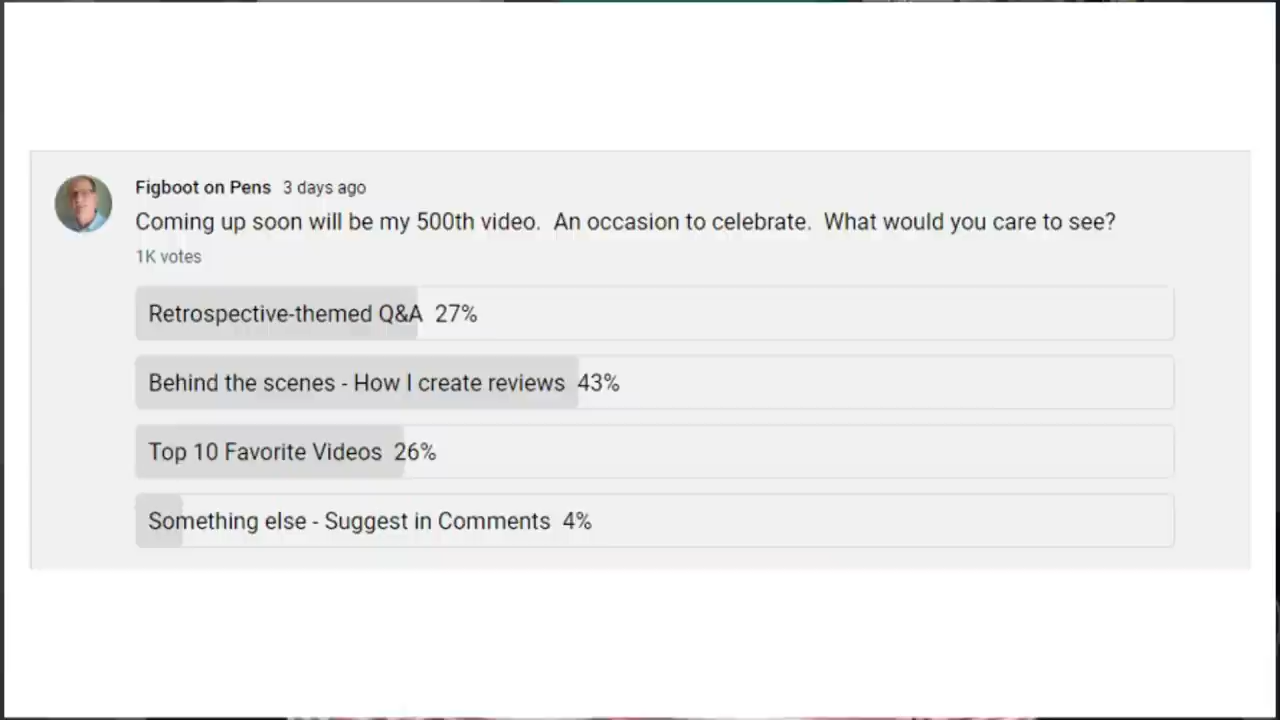 Figboot on Pens 3 days ago
Coming up soon will be my 500th video.  An occasion to celebrate.  What would you care to see?
1K votes
Retrospective-themed Q&A 27%
Behind the scenes - How I create reviews 43%
Top 10 Favorite Videos 26%
Something else - Suggest in Comments 4%